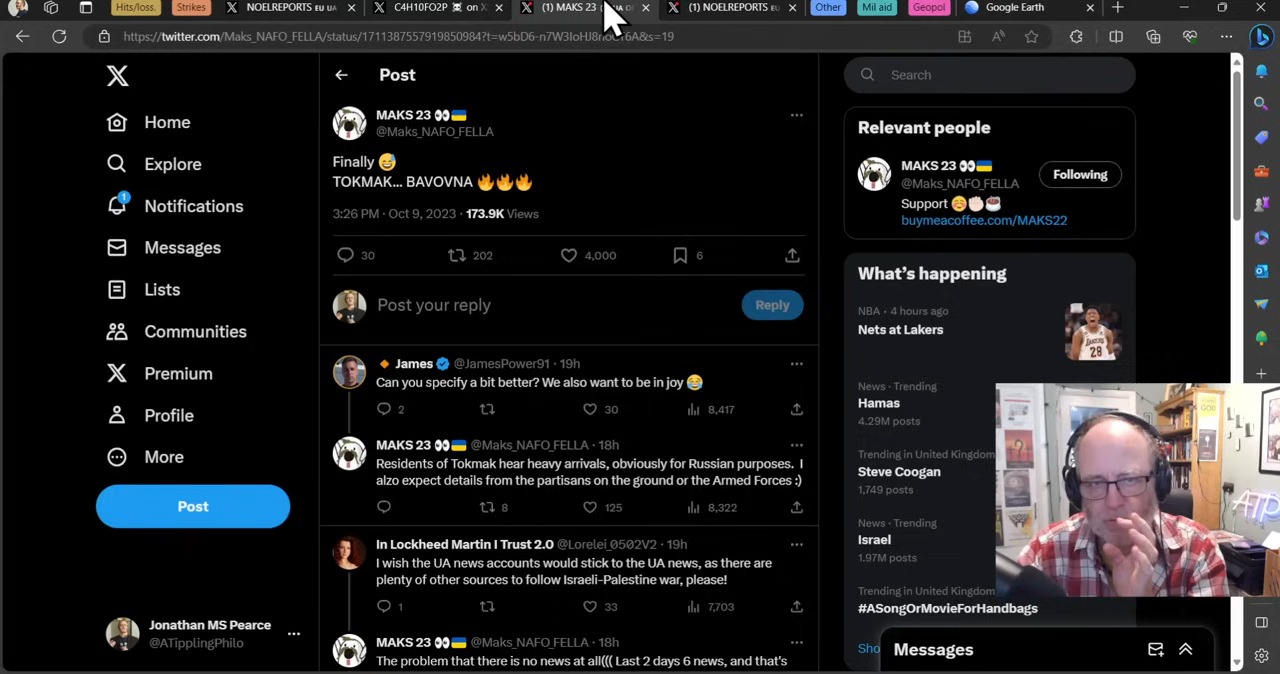 Hits/loss.
Strikes
NOELREPORTS EU UA
C4H10FO2P ☠ on X
(1) MAKS 23
(1) NOELREPORTS EU
Other
Mil aid
Geopol
Google Earth
Post
Search
MAKS 23 👀🇺🇦
@Maks_NAFO_FELLA
Finally 😅
TOKMAK... BAVOVNA 🔥🔥🔥
3:26 PM · Oct 9, 2023 · 173.9K Views
30 202 4,000 6
Post your reply
Reply
James @JamesPower91 · 19h
Can you specify a bit better? We also want to be in joy 😂
2 30 8,417
MAKS 23 👀🇺🇦 @Maks_NAFO_FELLA · 18h
Residents of Tokmak hear heavy arrivals, obviously for Russian purposes. I
alzo expect details from the partisans on the ground or the Armed Forces :)
8 125 8,322
In Lockheed Martin I Trust 2.0 @Lorelei_0502V2 · 19h
I wish the UA news accounts would stick to the UA news, as there are
plenty of other sources to follow Israeli-Palestine war, please!
1 33 7,703
MAKS 23 👀🇺🇦 @Maks_NAFO_FELLA · 18h
The problem that there is no news at all((( Last 2 days 6 news, and that's
Home
Explore
1
Notifications
Messages
Lists
Communities
Premium
Profile
More
Post
Jonathan MS Pearce
@ATipplingPhilo
Relevant people
MAKS 23 👀🇺🇦
@Maks_NAFO_FELLA
Following
Support ☺️✊🏻☕
buymeacoffee.com/MAKS22
What's happening
NBA · 4 hours ago
Nets at Lakers
News · Trending
Hamas
4.29M posts
Trending in United Kingdom
Steve Coogan
1,749 posts
News · Trending
Israel
1.97M posts
Trending in United Kingdom
#ASongOrMovieForHandbags
Sho
Messages